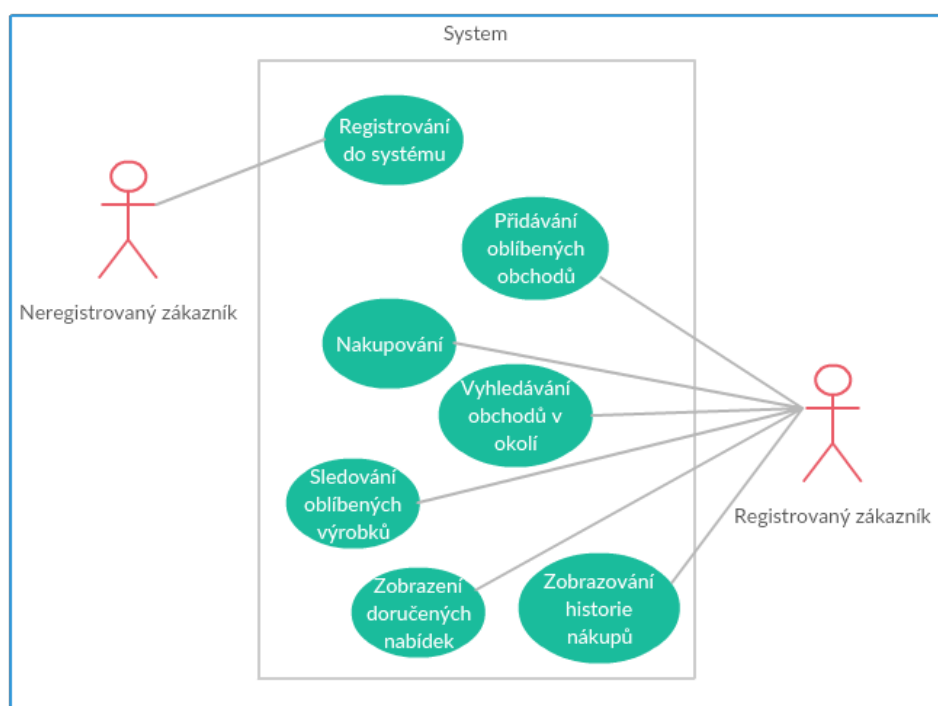 System
Registrování
do systému
Přidávání
oblíbených
obchodů
Neregistrovaný zákazník
Nakupování
Vyhledávání
obchodů v
okolí
Sledování
oblíbených
výrobků
Registrovaný zákazník
Zobrazení
doručených
nabídek
Zobrazování
historie
nákupů